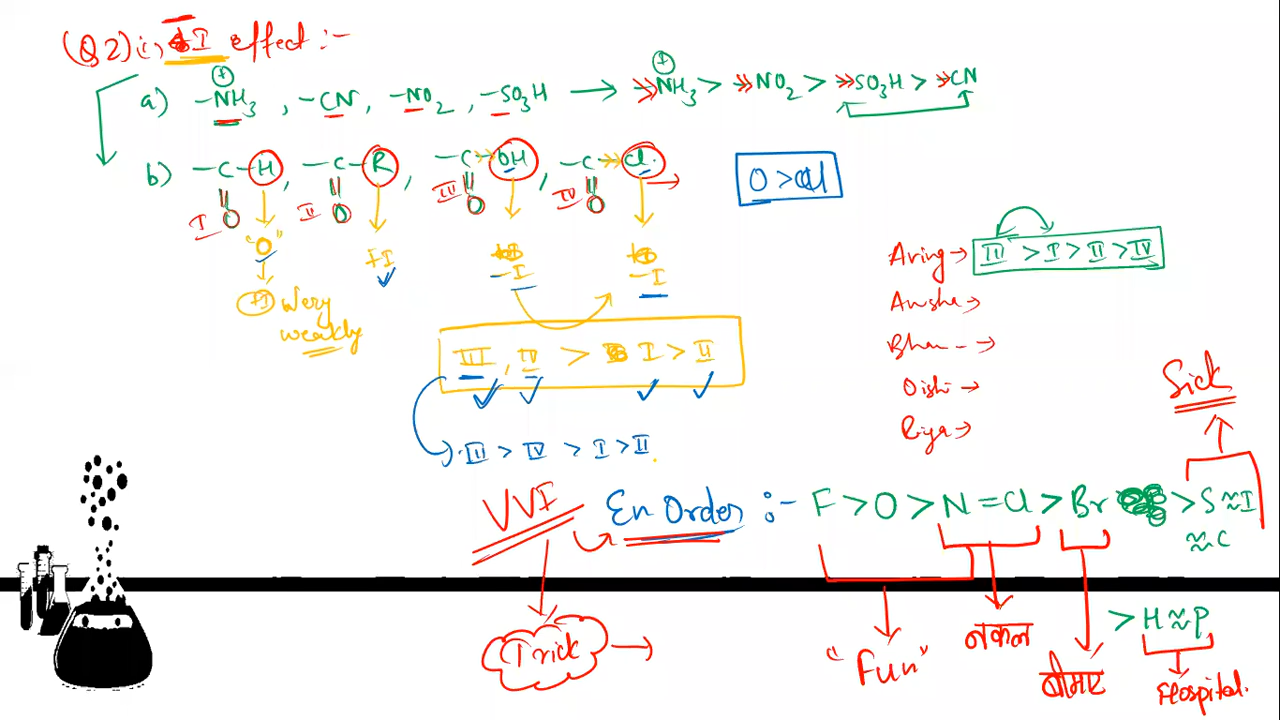 (Q2) i) -I effect :-
a) -NH₃⊕, -CN, -NO₂, -SO₃H → NH₃⊕ > NO₂ > SO₃H > CN
b) -C-H, -C-R, -C-OH, -C-Cl.
O O O O
I II III IV
O > Cl
"O" +I -I -I
+I Very weakly
III, IV > I > II
III > IV > I > II
Aring → III > I > II > IV
Anshe →
Bhan - →
Oishi →
Riya →
Sick
VVI
En Order :- F > O > N = Cl > Br > S ≈ I
≈ C
> H ≈ P
Trick →
"Fun"
नकल
बीमार
Hospital.